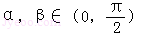 α, β∈ (0, π/2)